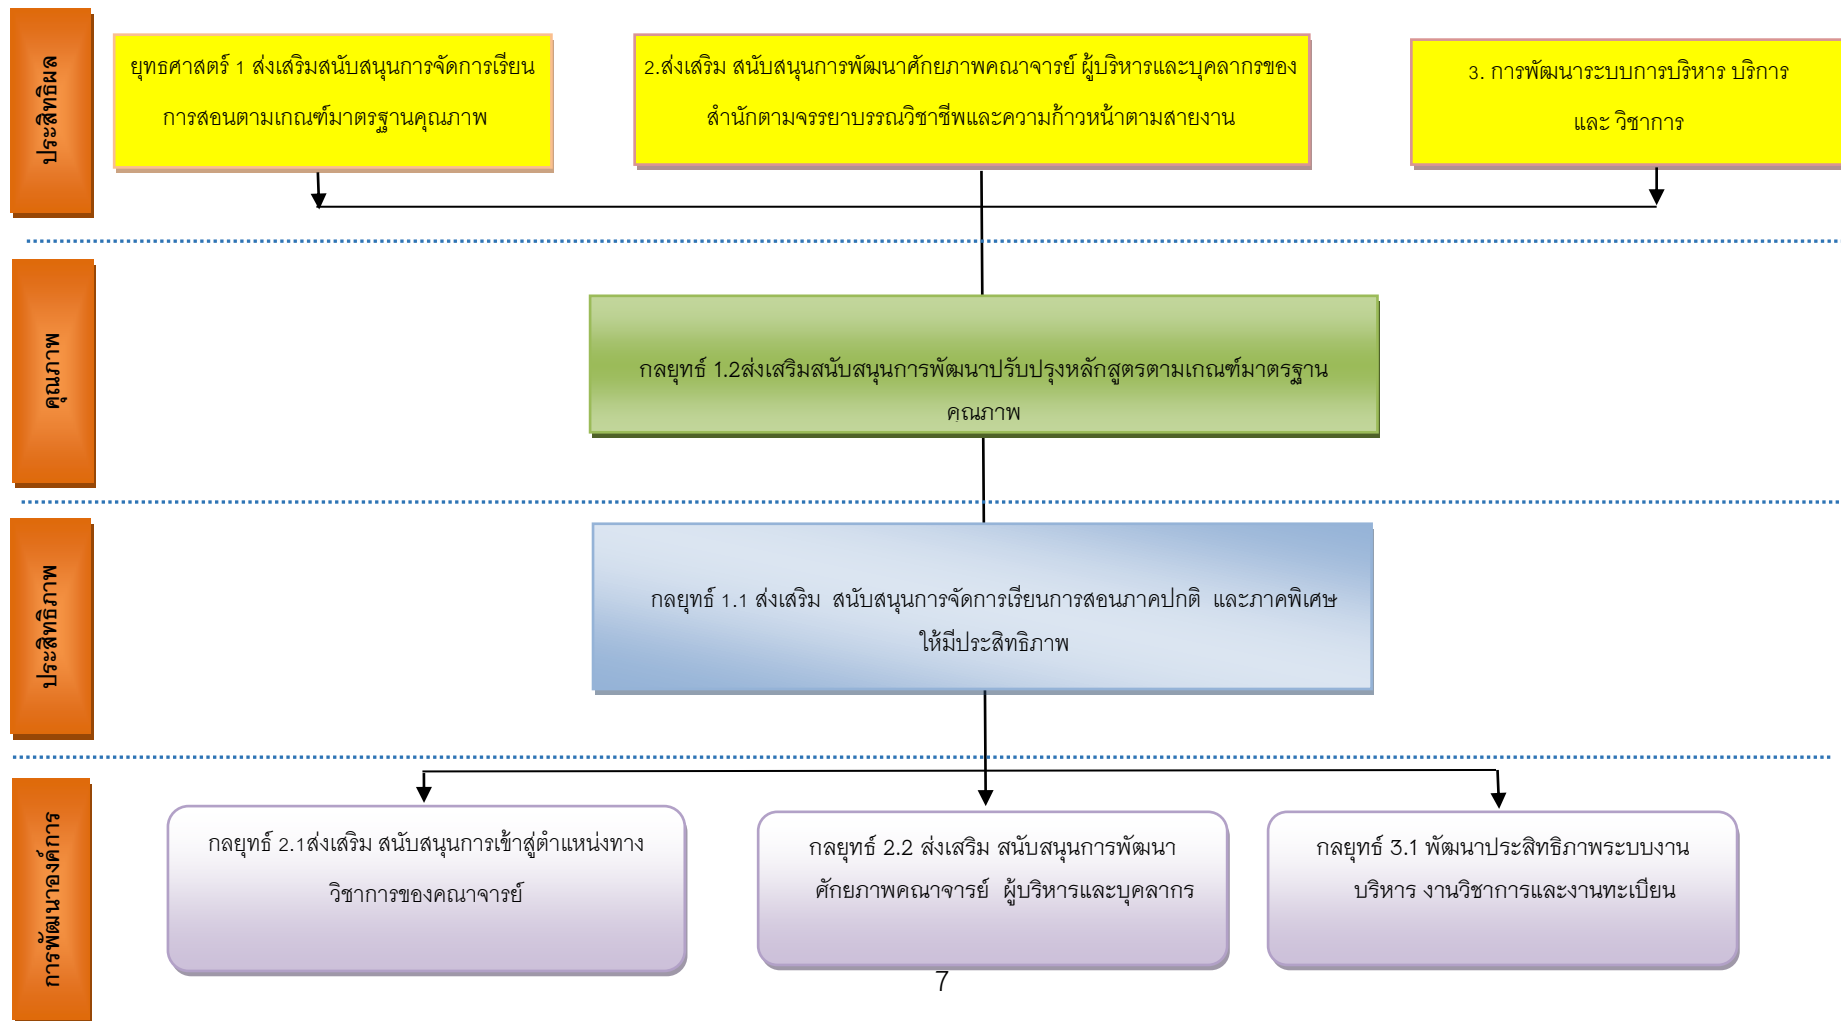 ประสิทธิผล
ยุทธศาสตร์ 1 ส่งเสริมสนับสนุนการจัดการเรียน
การสอนตามเกณฑ์มาตรฐานคุณภาพ
2.ส่งเสริม สนับสนุนการพัฒนาศักยภาพคณาจารย์ ผู้บริหารและบุคลากรของ
สำนักตามจรรยาบรรณวิชาชีพและความก้าวหน้าตามสายงาน
3. การพัฒนาระบบการบริหาร บริการ
และ วิชาการ
คุณภาพ
กลยุทธ์ 1.2ส่งเสริมสนับสนุนการพัฒนาปรับปรุงหลักสูตรตามเกณฑ์มาตรฐาน
คุณภาพ
ประสิทธิภาพ
กลยุทธ์ 1.1 ส่งเสริม สนับสนุนการจัดการเรียนการสอนภาคปกติ และภาคพิเศษ
ให้มีประสิทธิภาพ
การพัฒนาองค์การ
กลยุทธ์ 2.1ส่งเสริม สนับสนุนการเข้าสู่ตำแหน่งทาง
วิชาการของคณาจารย์
กลยุทธ์ 2.2 ส่งเสริม สนับสนุนการพัฒนา
ศักยภาพคณาจารย์ ผู้บริหารและบุคลากร
กลยุทธ์ 3.1 พัฒนาประสิทธิภาพระบบงาน
บริหาร งานวิชาการและงานทะเบียน
7